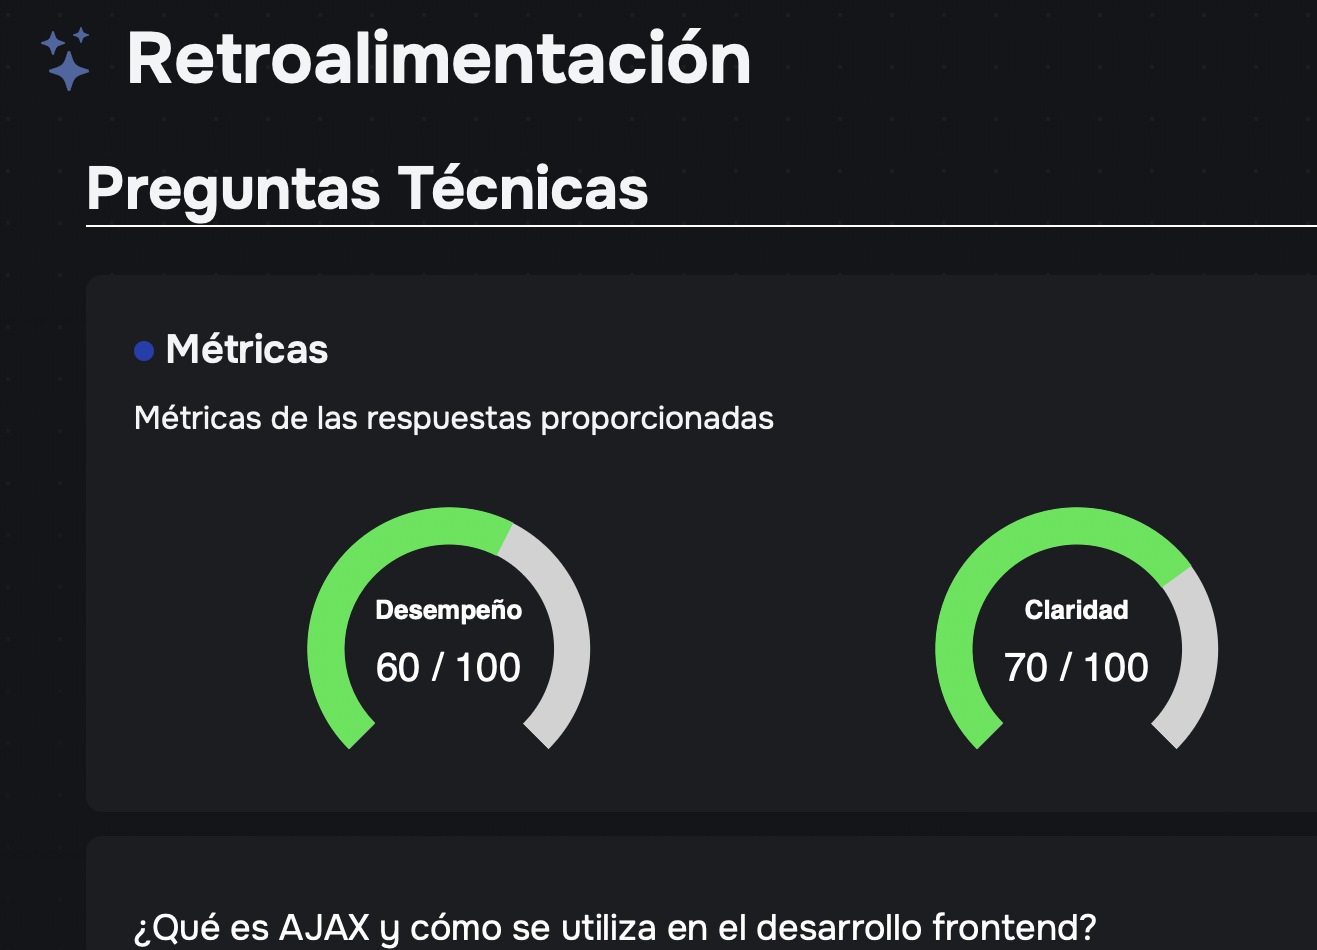 Retroalimentación
Preguntas Técnicas
Métricas
Métricas de las respuestas proporcionadas
Desempeño
60 / 100
Claridad
70 / 100
¿Qué es AJAX y cómo se utiliza en el desarrollo frontend?